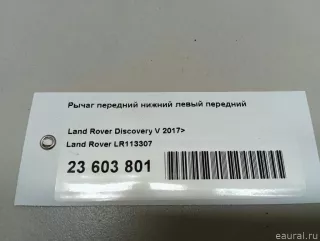 Рычаг передний нижний левый передний
Land Rover Discovery V 2017>
Land Rover LR113307
23 603 801
eaural.ru